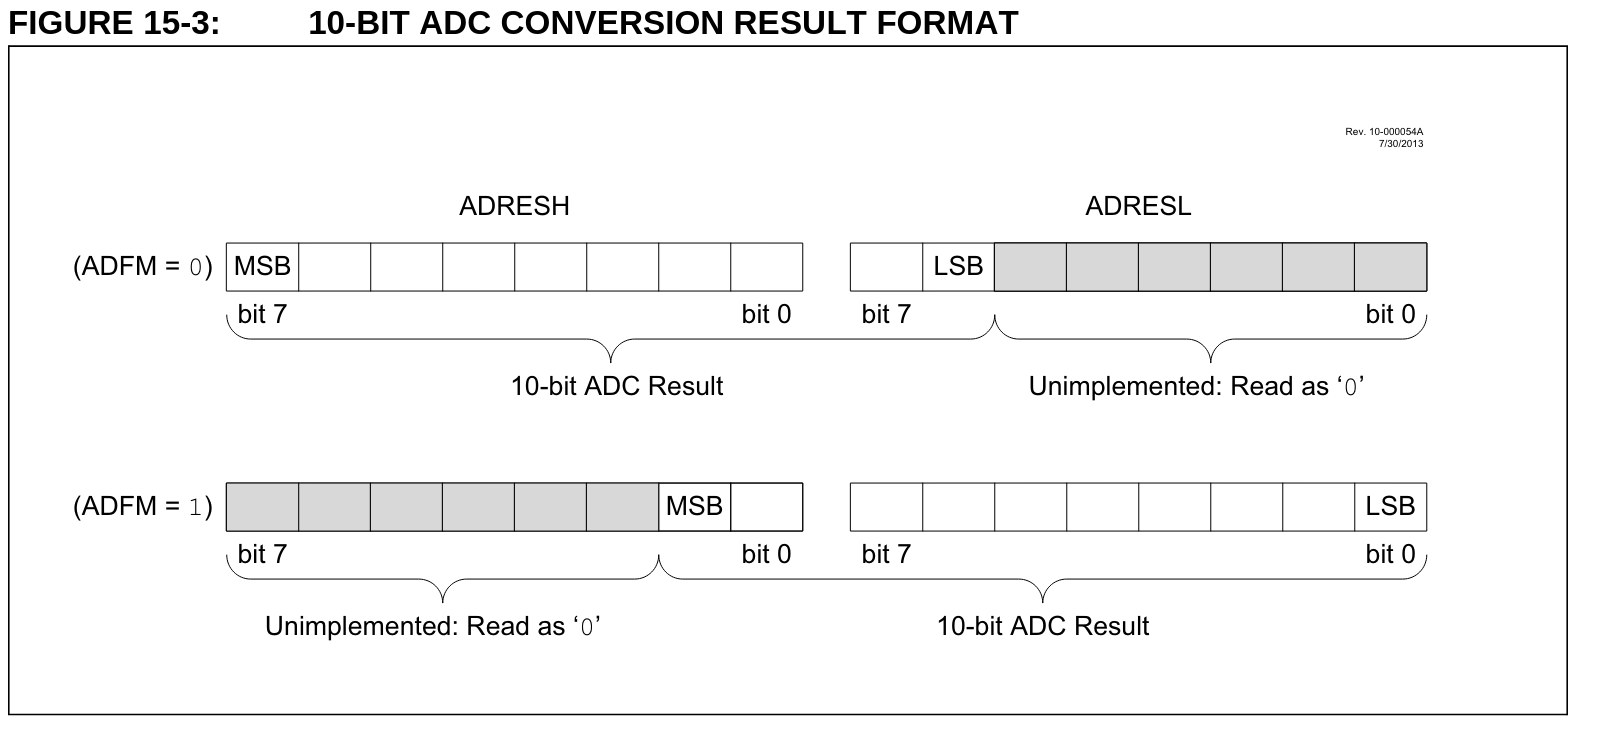 FIGURE 15-3: 10-BIT ADC CONVERSION RESULT FORMAT
Rev. 10-000054A
7/30/2013
ADRESH ADRESL
(ADFM = 0) MSB LSB
bit 7 bit 0 bit 7 bit 0
10-bit ADC Result Unimplemented: Read as ‘0’
(ADFM = 1) MSB LSB
bit 7 bit 0 bit 7 bit 0
Unimplemented: Read as ‘0’ 10-bit ADC Result